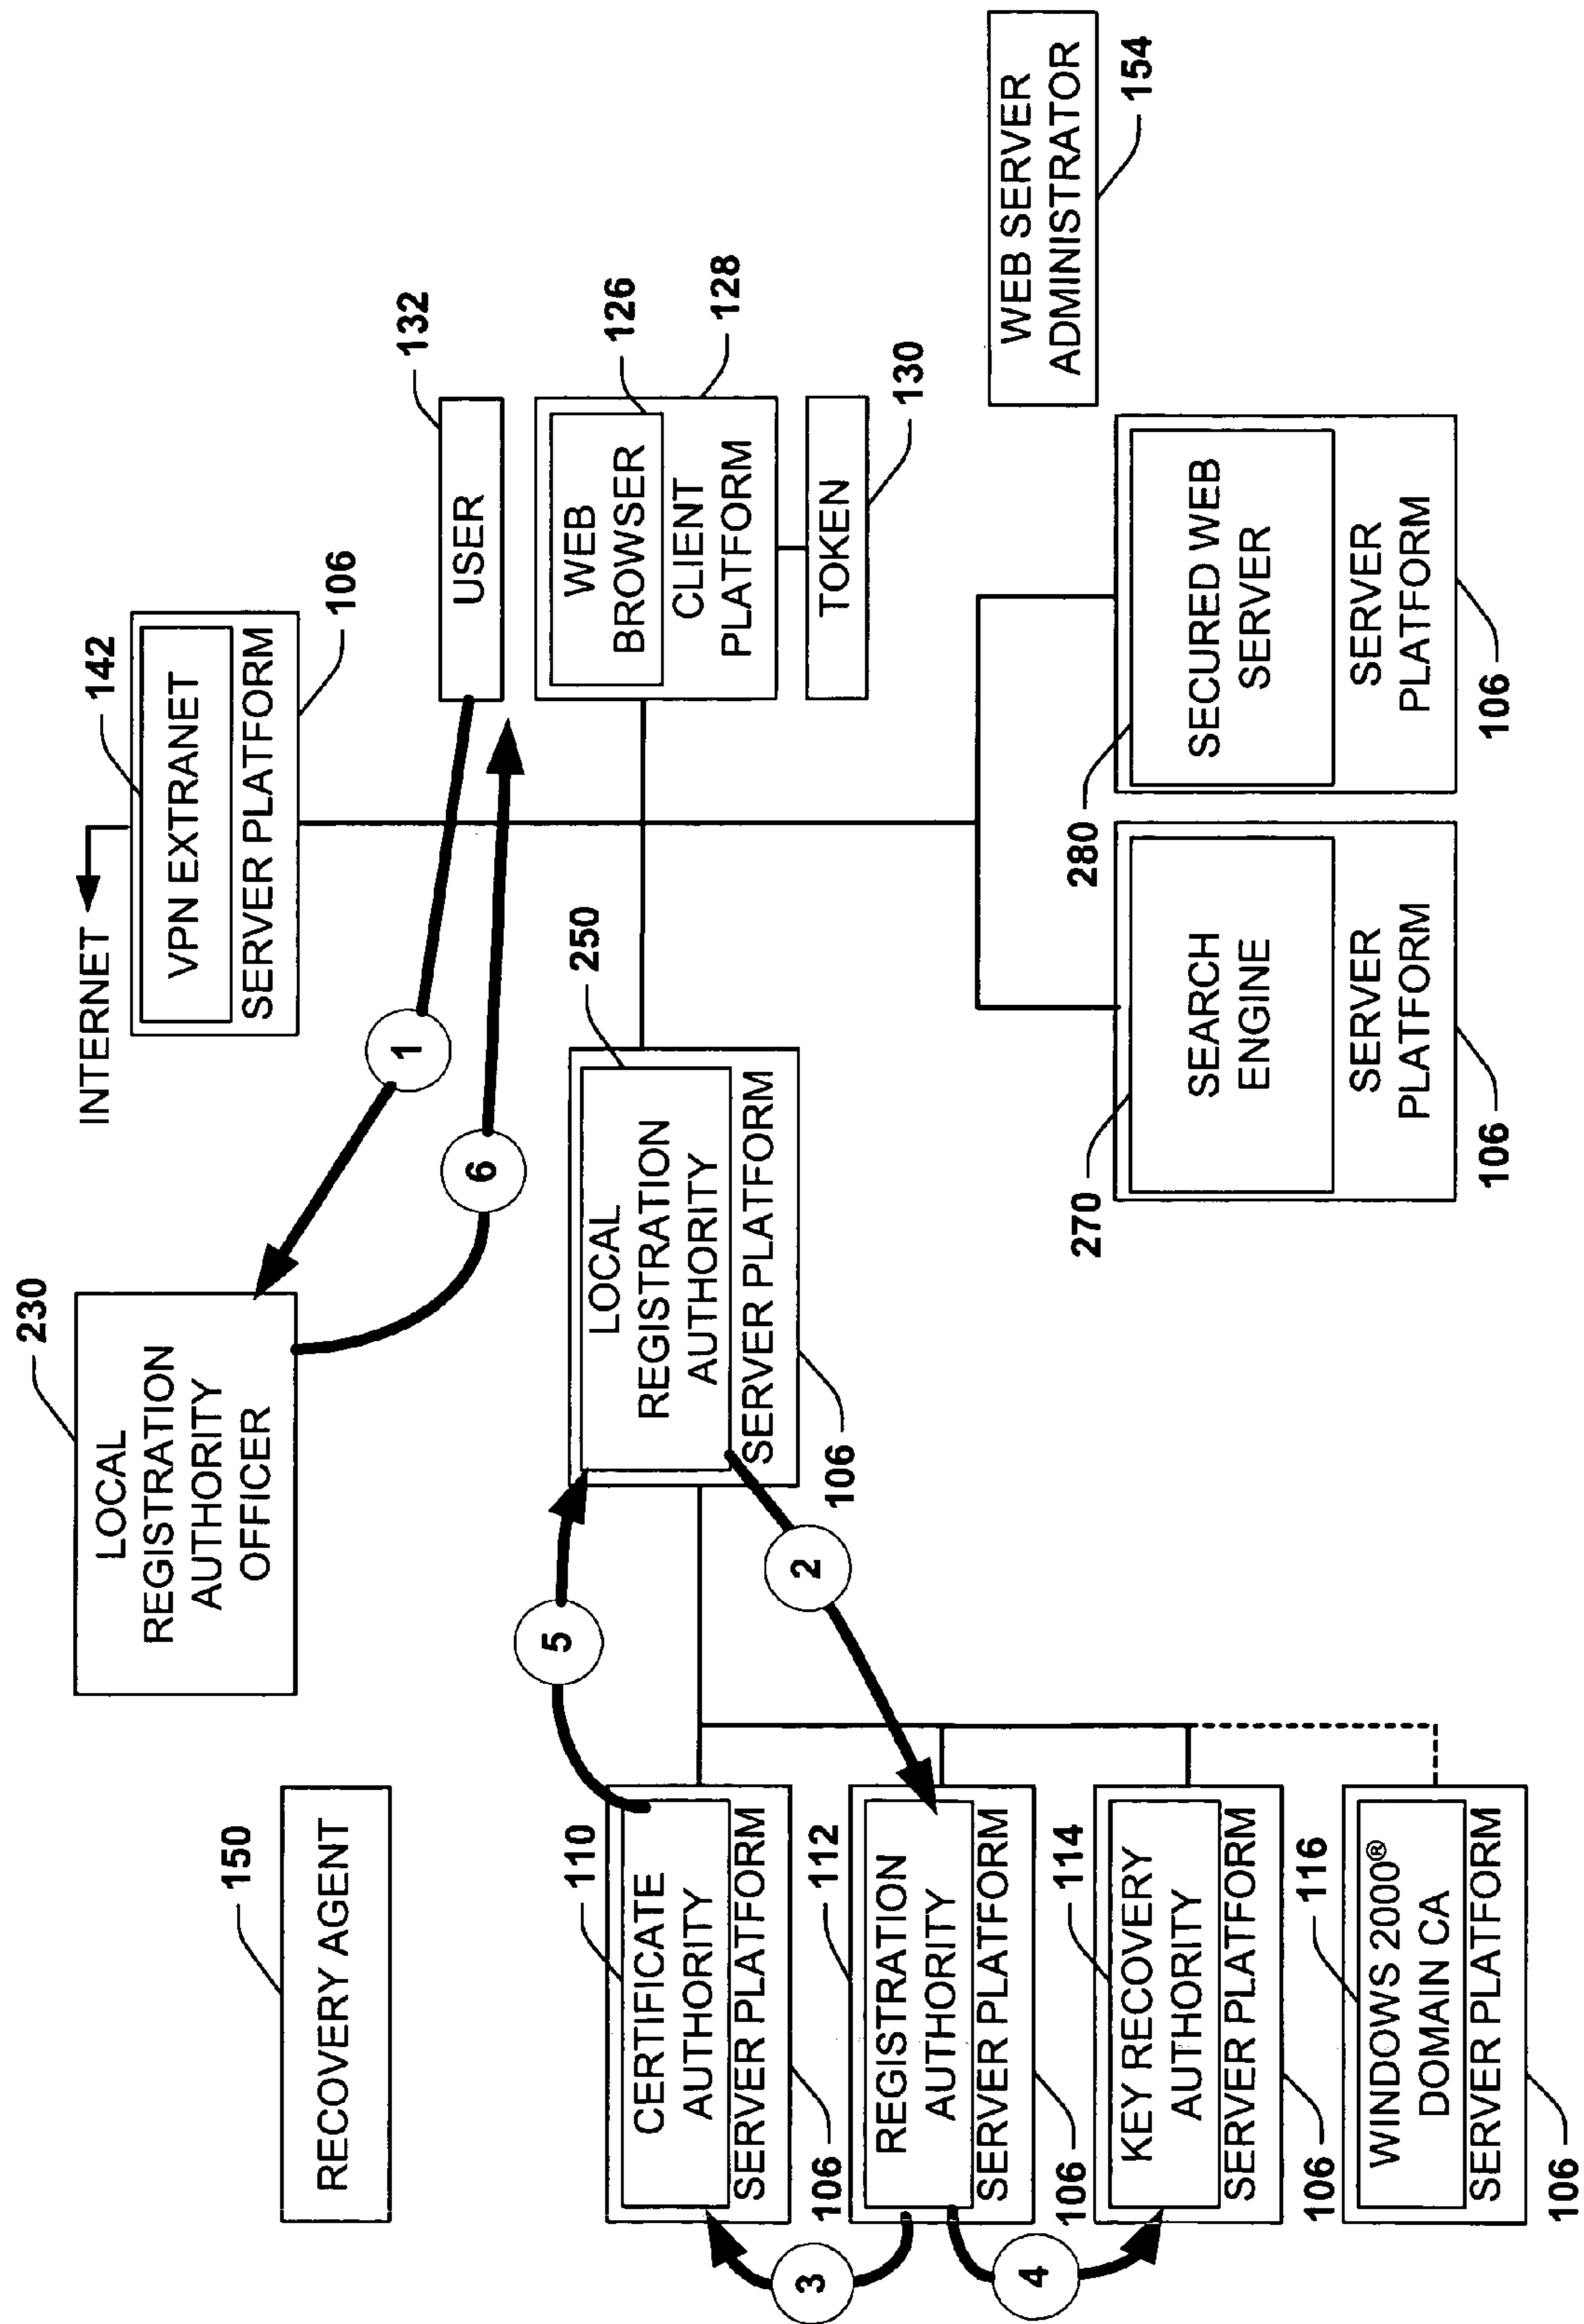 150
RECOVERY AGENT
230
LOCAL
REGISTRATION
AUTHORITY
OFFICER
INTERNET
142
VPN EXTRANET
SERVER PLATFORM
106
1
6
132
USER
5
2
110
CERTIFICATE
AUTHORITY
SERVER PLATFORM
106
3
112
REGISTRATION
AUTHORITY
SERVER PLATFORM
106
4
114
KEY RECOVERY
AUTHORITY
SERVER PLATFORM
106
116
WINDOWS 2000®
DOMAIN CA
SERVER PLATFORM
106
250
LOCAL
REGISTRATION
AUTHORITY
SERVER PLATFORM
106
126
WEB
BROWSER
128
CLIENT
PLATFORM
TOKEN
130
270
SEARCH
ENGINE
SERVER
PLATFORM
106
280
SECURED WEB
SERVER
SERVER
PLATFORM
106
WEB SERVER
ADMINISTRATOR
154